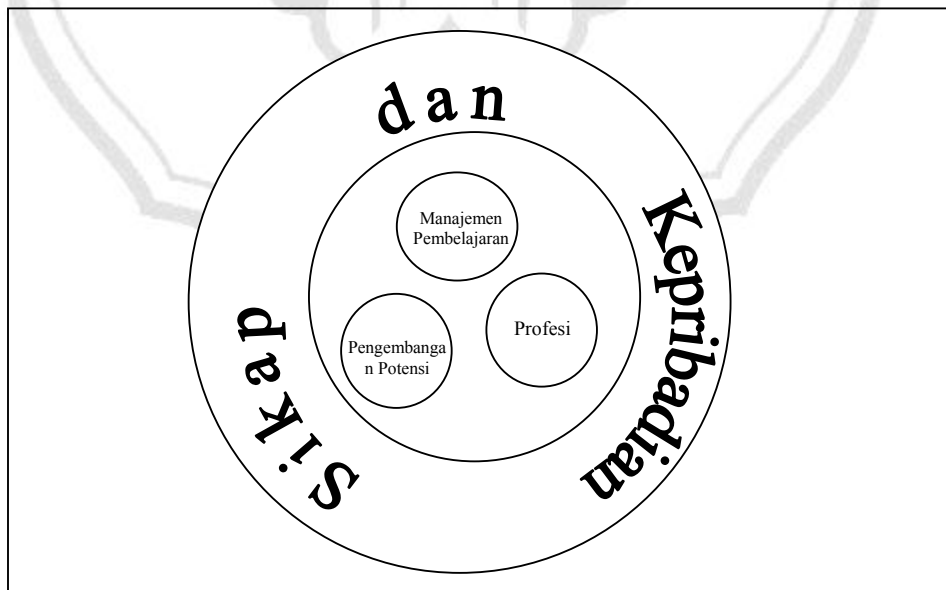 Sikap dan Kepribadian
Manajemen
Pembelajaran
Profesi
Pengembanga
n Potensi